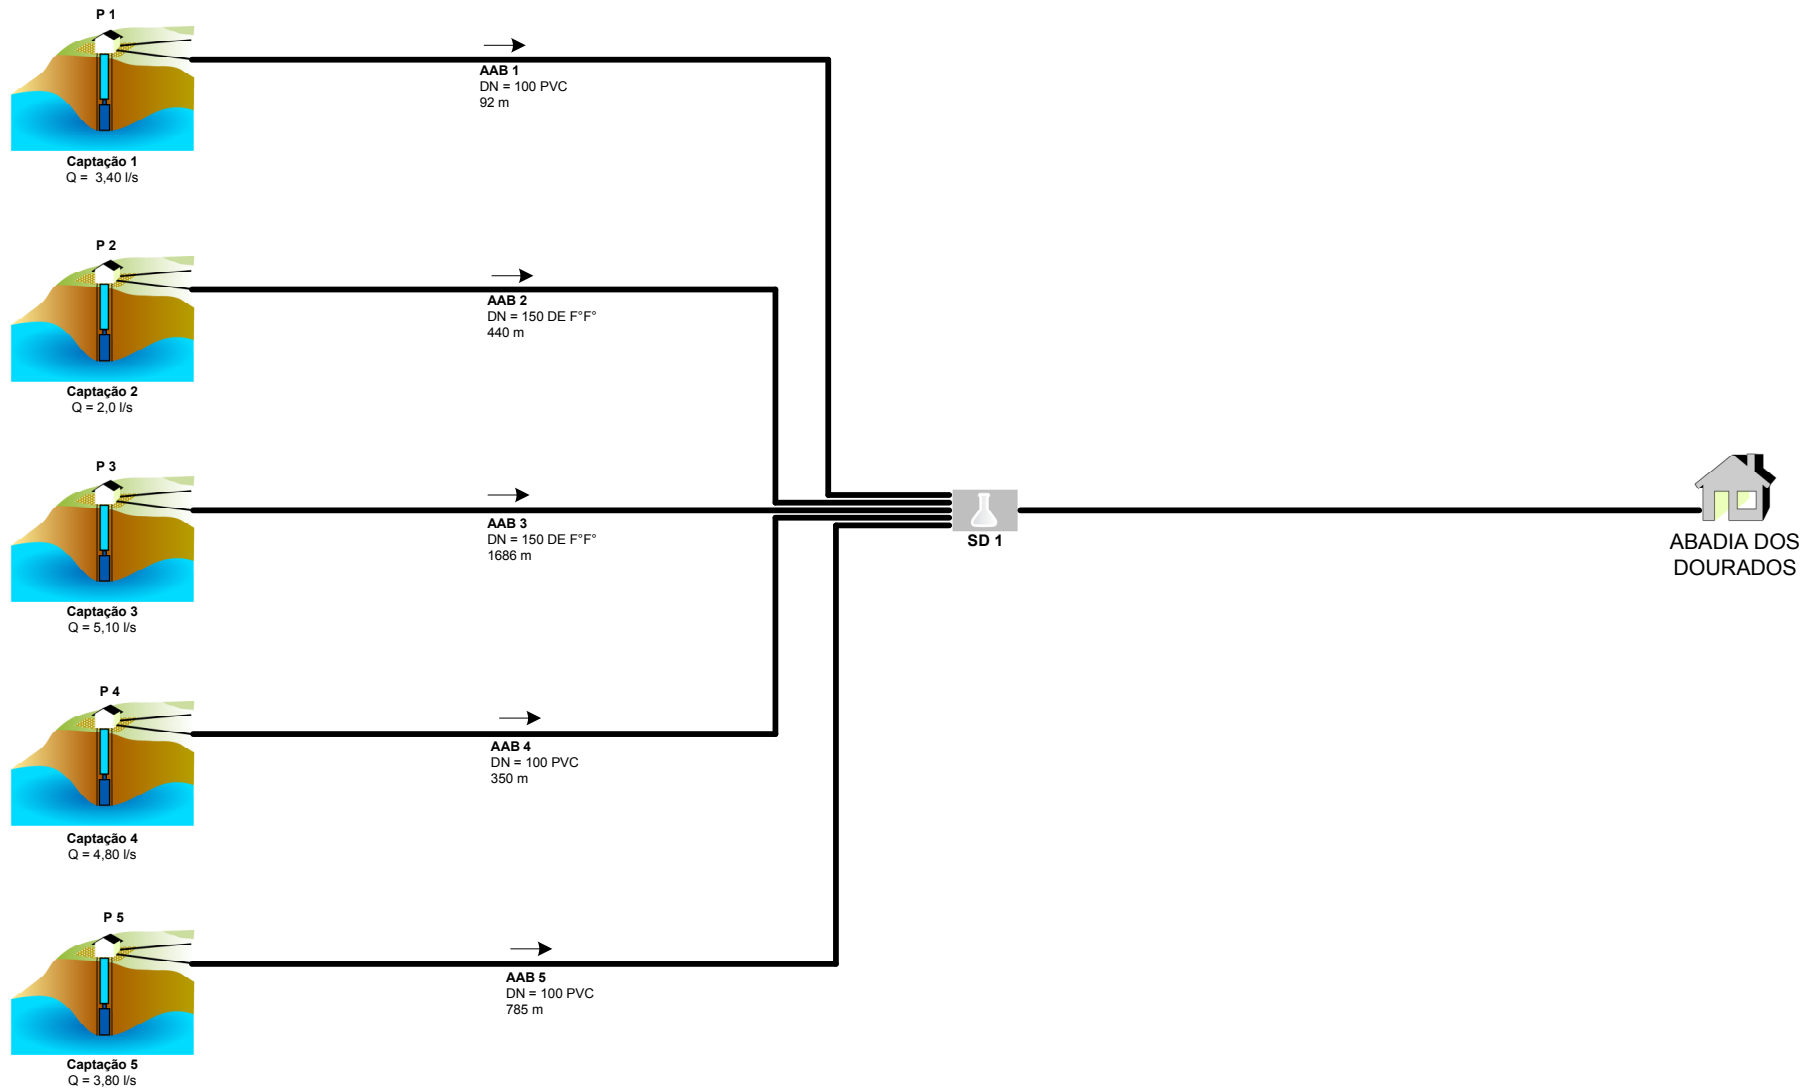 P 1
AAB 1
DN = 100 PVC
92 m
Captação 1
Q =  3,40 l/s
P 2
AAB 2
DN = 150 DE F°F°
440 m
Captação 2
Q = 2,0 l/s
P 3
AAB 3
DN = 150 DE F°F°
1686 m
SD 1
ABADIA DOS
DOURADOS
Captação 3
Q = 5,10 l/s
P 4
AAB 4
DN = 100 PVC
350 m
Captação 4
Q = 4,80 l/s
P 5
AAB 5
DN = 100 PVC
785 m
Captação 5
Q = 3,80 l/s